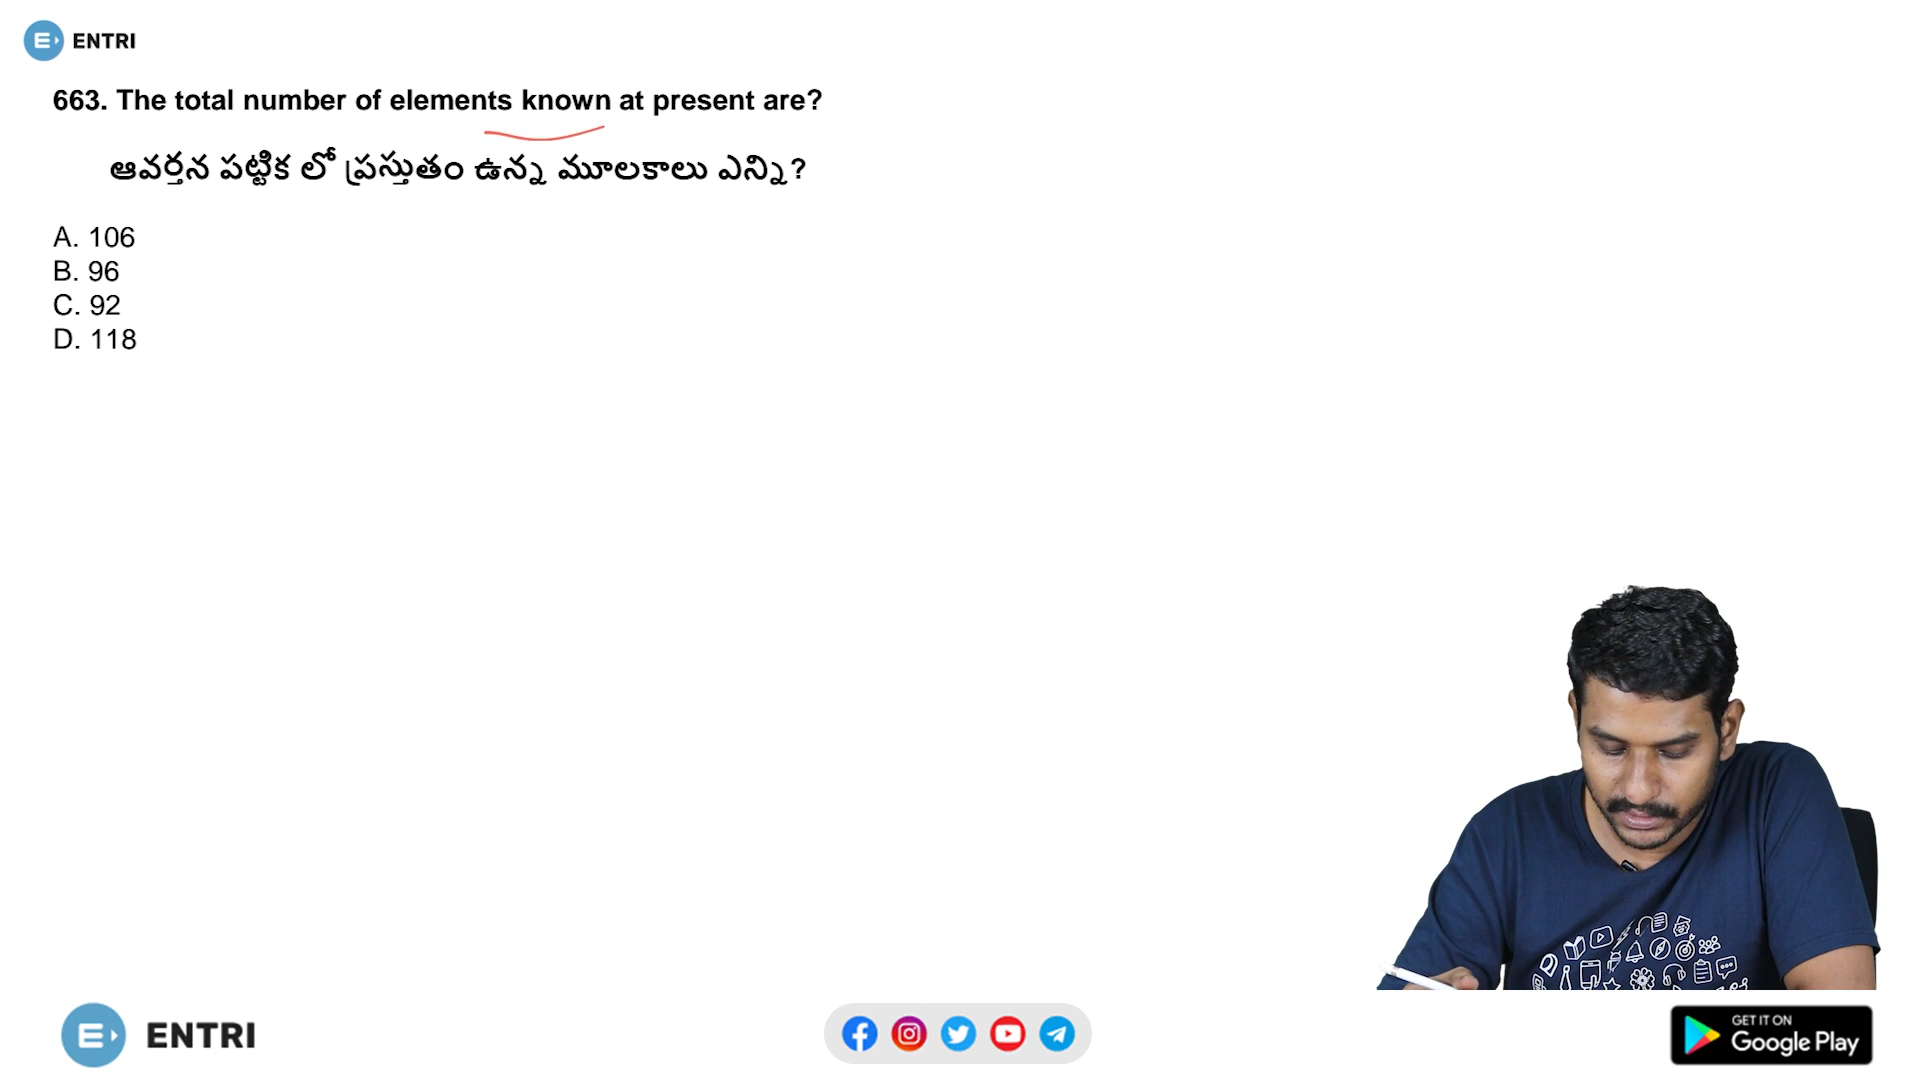 ENTRI
663. The total number of elements known at present are?
ఆవర్తన పట్టిక లో ప్రస్తుతం ఉన్న మూలకాలు ఎన్ని?
A. 106
B. 96
C. 92
D. 118
ENTRI
GET IT ON
Google Play